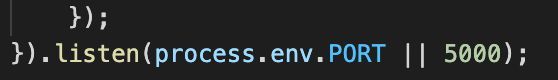 });
}).listen(process.env.PORT || 5000);